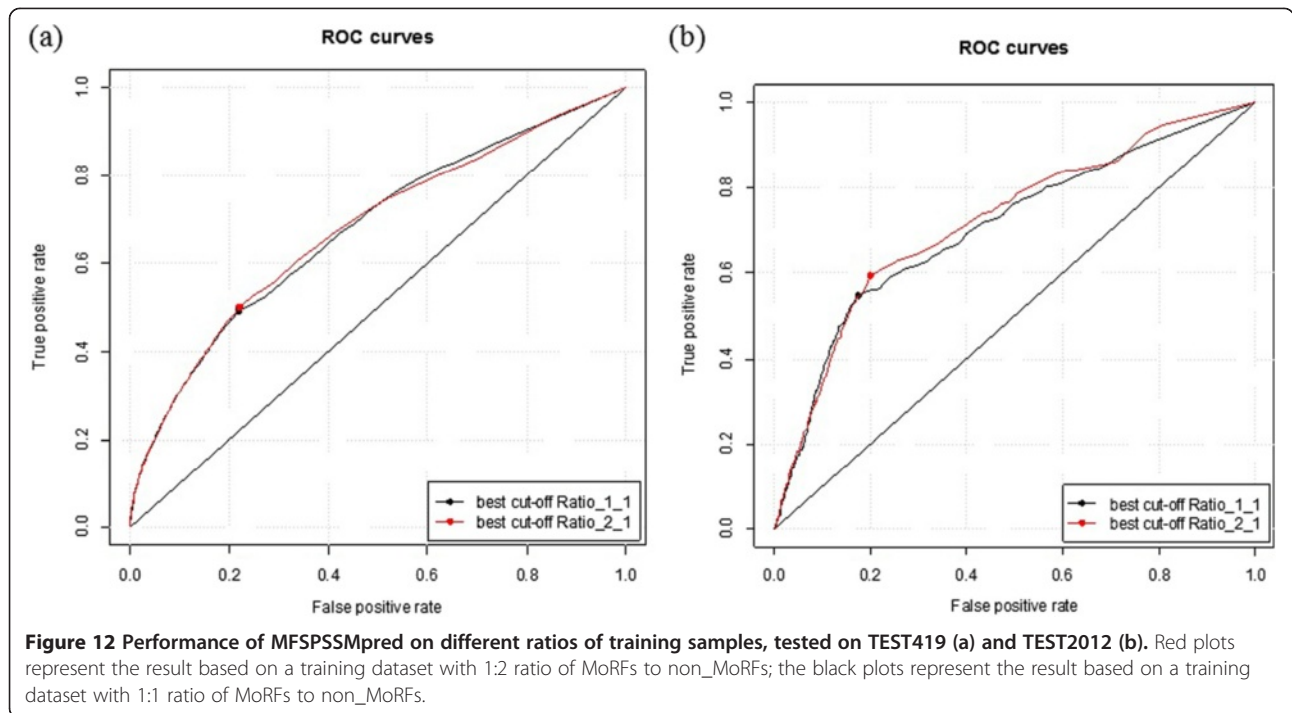 (a)
ROC curves
True positive rate
1.0
0.8
0.6
0.4
0.2
0.0
0.0 0.2 0.4 0.6 0.8 1.0
False positive rate
best cut-off Ratio_1_1
best cut-off Ratio_2_1
(b)
ROC curves
True positive rate
1.0
0.8
0.6
0.4
0.2
0.0
0.0 0.2 0.4 0.6 0.8 1.0
False positive rate
best cut-off Ratio_1_1
best cut-off Ratio_2_1
Figure 12 Performance of MFSPSSMpred on different ratios of training samples, tested on TEST419 (a) and TEST2012 (b). Red plots
represent the result based on a training dataset with 1:2 ratio of MoRFs to non_MoRFs; the black plots represent the result based on a training
dataset with 1:1 ratio of MoRFs to non_MoRFs.